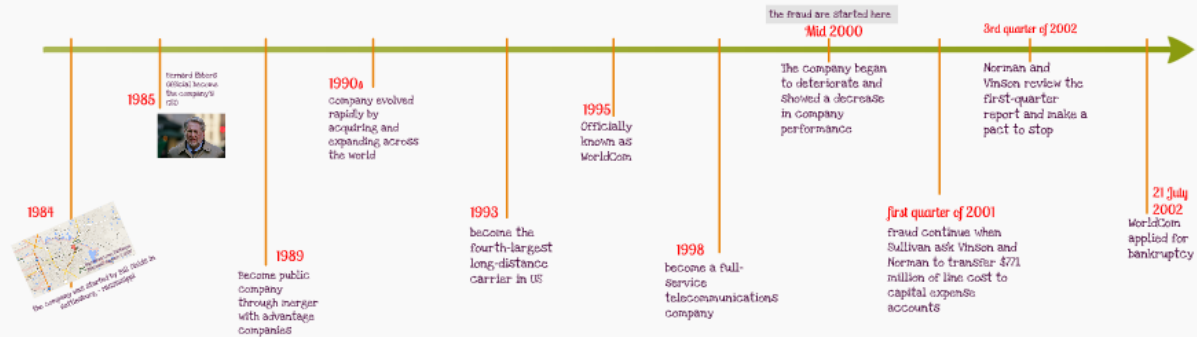 1984
the company was started by Bill Fields in
Hattiesburg, - Mississippi
1985
Bernard Ebbers
Official become
the company's
CEO
1989
Become public
company
through merger
with advantage
companies
1990s
Company evolved
rapidly by
acquiring and
expanding across
the world
1993
become the
fourth-largest
long-distance
carrier in US
1995
Officially
known as
WorldCom
1998
become a full-
service
telecommunications
company
the fraud are started here
Mid 2000
The company began
to deteriorate and
showed a decrease
in company
performance
first quarter of 2001
fraud continue when
Sullivan ask Vinson and
Norman to transfer $771
million of line cost to
capital expense
accounts
3rd quarter of 2002
Norman and
Vinson review the
first-quarter
report and make a
pact to stop
21 July
2002
WorldCom
applied for
bankruptcy